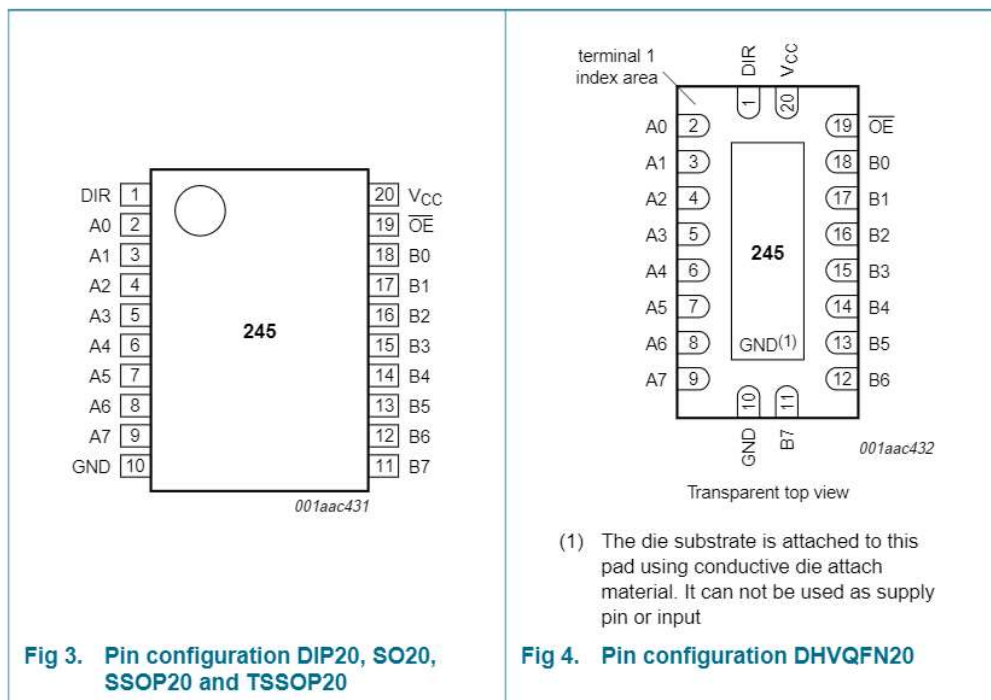 DIR 1
A0 2
A1 3
A2 4
A3 5
A4 6
A5 7
A6 8
A7 9
GND 10
245
20 VCC
19 O̅E̅
18 B0
17 B1
16 B2
15 B3
14 B4
13 B5
12 B6
11 B7
001aac431
Fig 3. Pin configuration DIP20, SO20,
SSOP20 and TSSOP20
terminal 1
index area
DIR 1
VCC 20
A0 2
A1 3
A2 4
A3 5
A4 6
A5 7
A6 8
A7 9
245
GND(1)
19 O̅E̅
18 B0
17 B1
16 B2
15 B3
14 B4
13 B5
12 B6
GND 10
B7 11
001aac432
Transparent top view
(1) The die substrate is attached to this
pad using conductive die attach
material. It can not be used as supply
pin or input
Fig 4. Pin configuration DHVQFN20